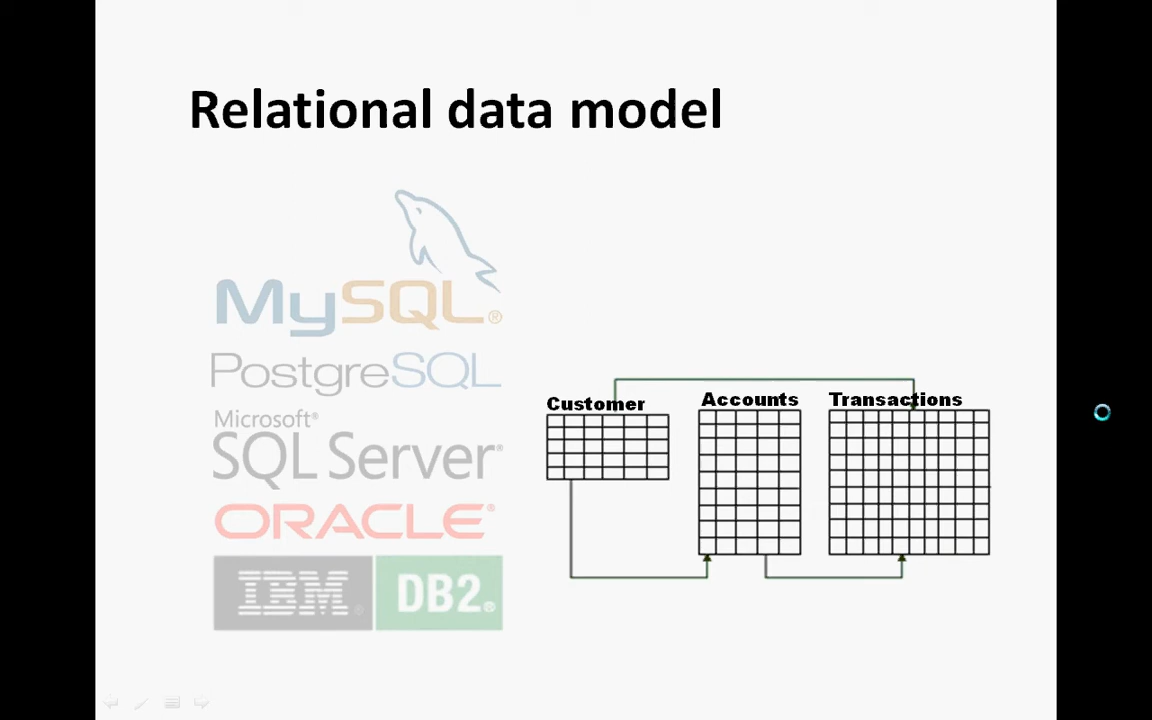 Relational data model
MySQL®
PostgreSQL
Microsoft®
SQL Server®
ORACLE®
IBM® DB2®
Customer
Accounts
Transactions